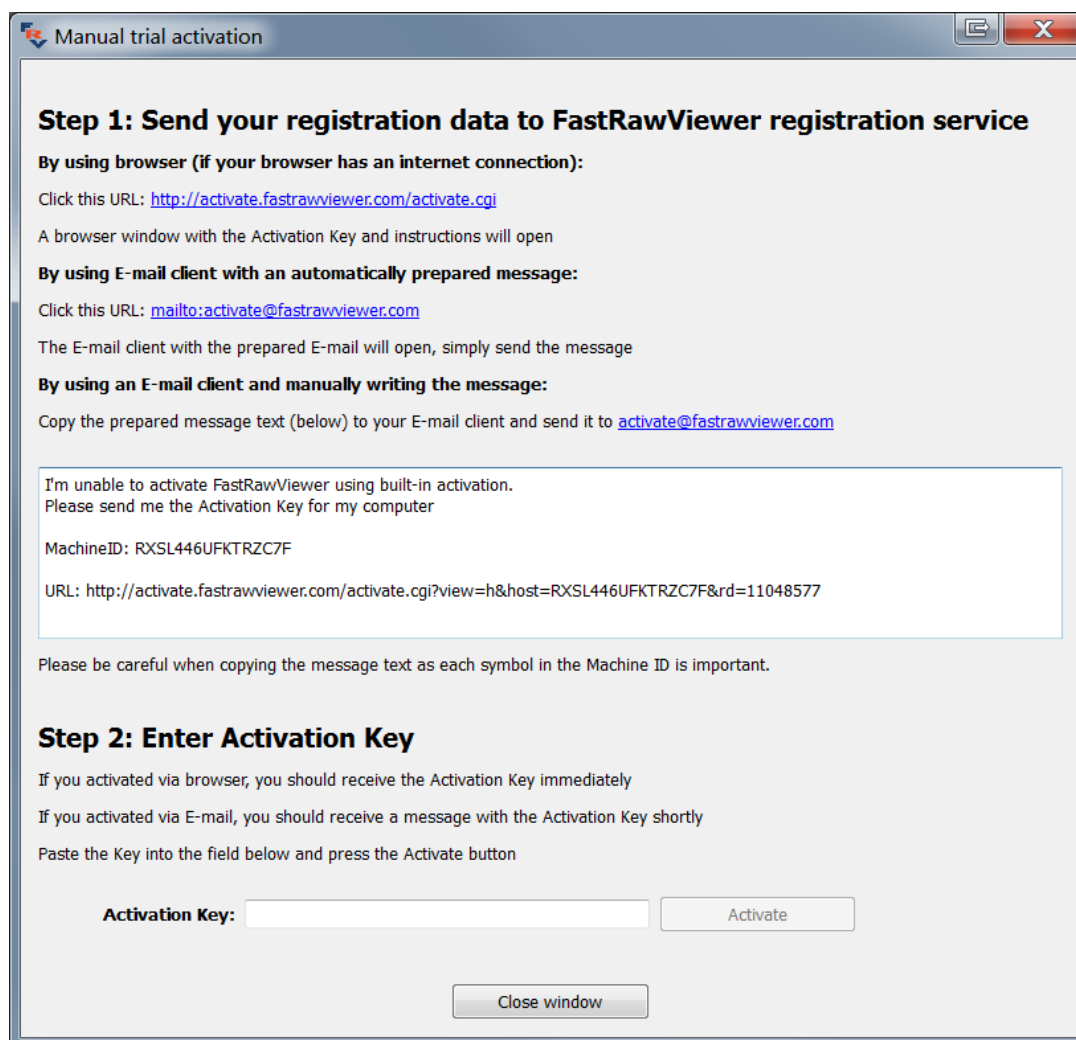 Manual trial activation
Step 1: Send your registration data to FastRawViewer registration service
By using browser (if your browser has an internet connection):
Click this URL: http://activate.fastrawviewer.com/activate.cgi
A browser window with the Activation Key and instructions will open
By using E-mail client with an automatically prepared message:
Click this URL: mailto:activate@fastrawviewer.com
The E-mail client with the prepared E-mail will open, simply send the message
By using an E-mail client and manually writing the message:
Copy the prepared message text (below) to your E-mail client and send it to activate@fastrawviewer.com
I'm unable to activate FastRawViewer using built-in activation.
Please send me the Activation Key for my computer
MachineID: RXSL446UFKTRZC7F
URL: http://activate.fastrawviewer.com/activate.cgi?view=h&host=RXSL446UFKTRZC7F&rd=11048577
Please be careful when copying the message text as each symbol in the Machine ID is important.
Step 2: Enter Activation Key
If you activated via browser, you should receive the Activation Key immediately
If you activated via E-mail, you should receive a message with the Activation Key shortly
Paste the Key into the field below and press the Activate button
Activation Key: Activate
Close window